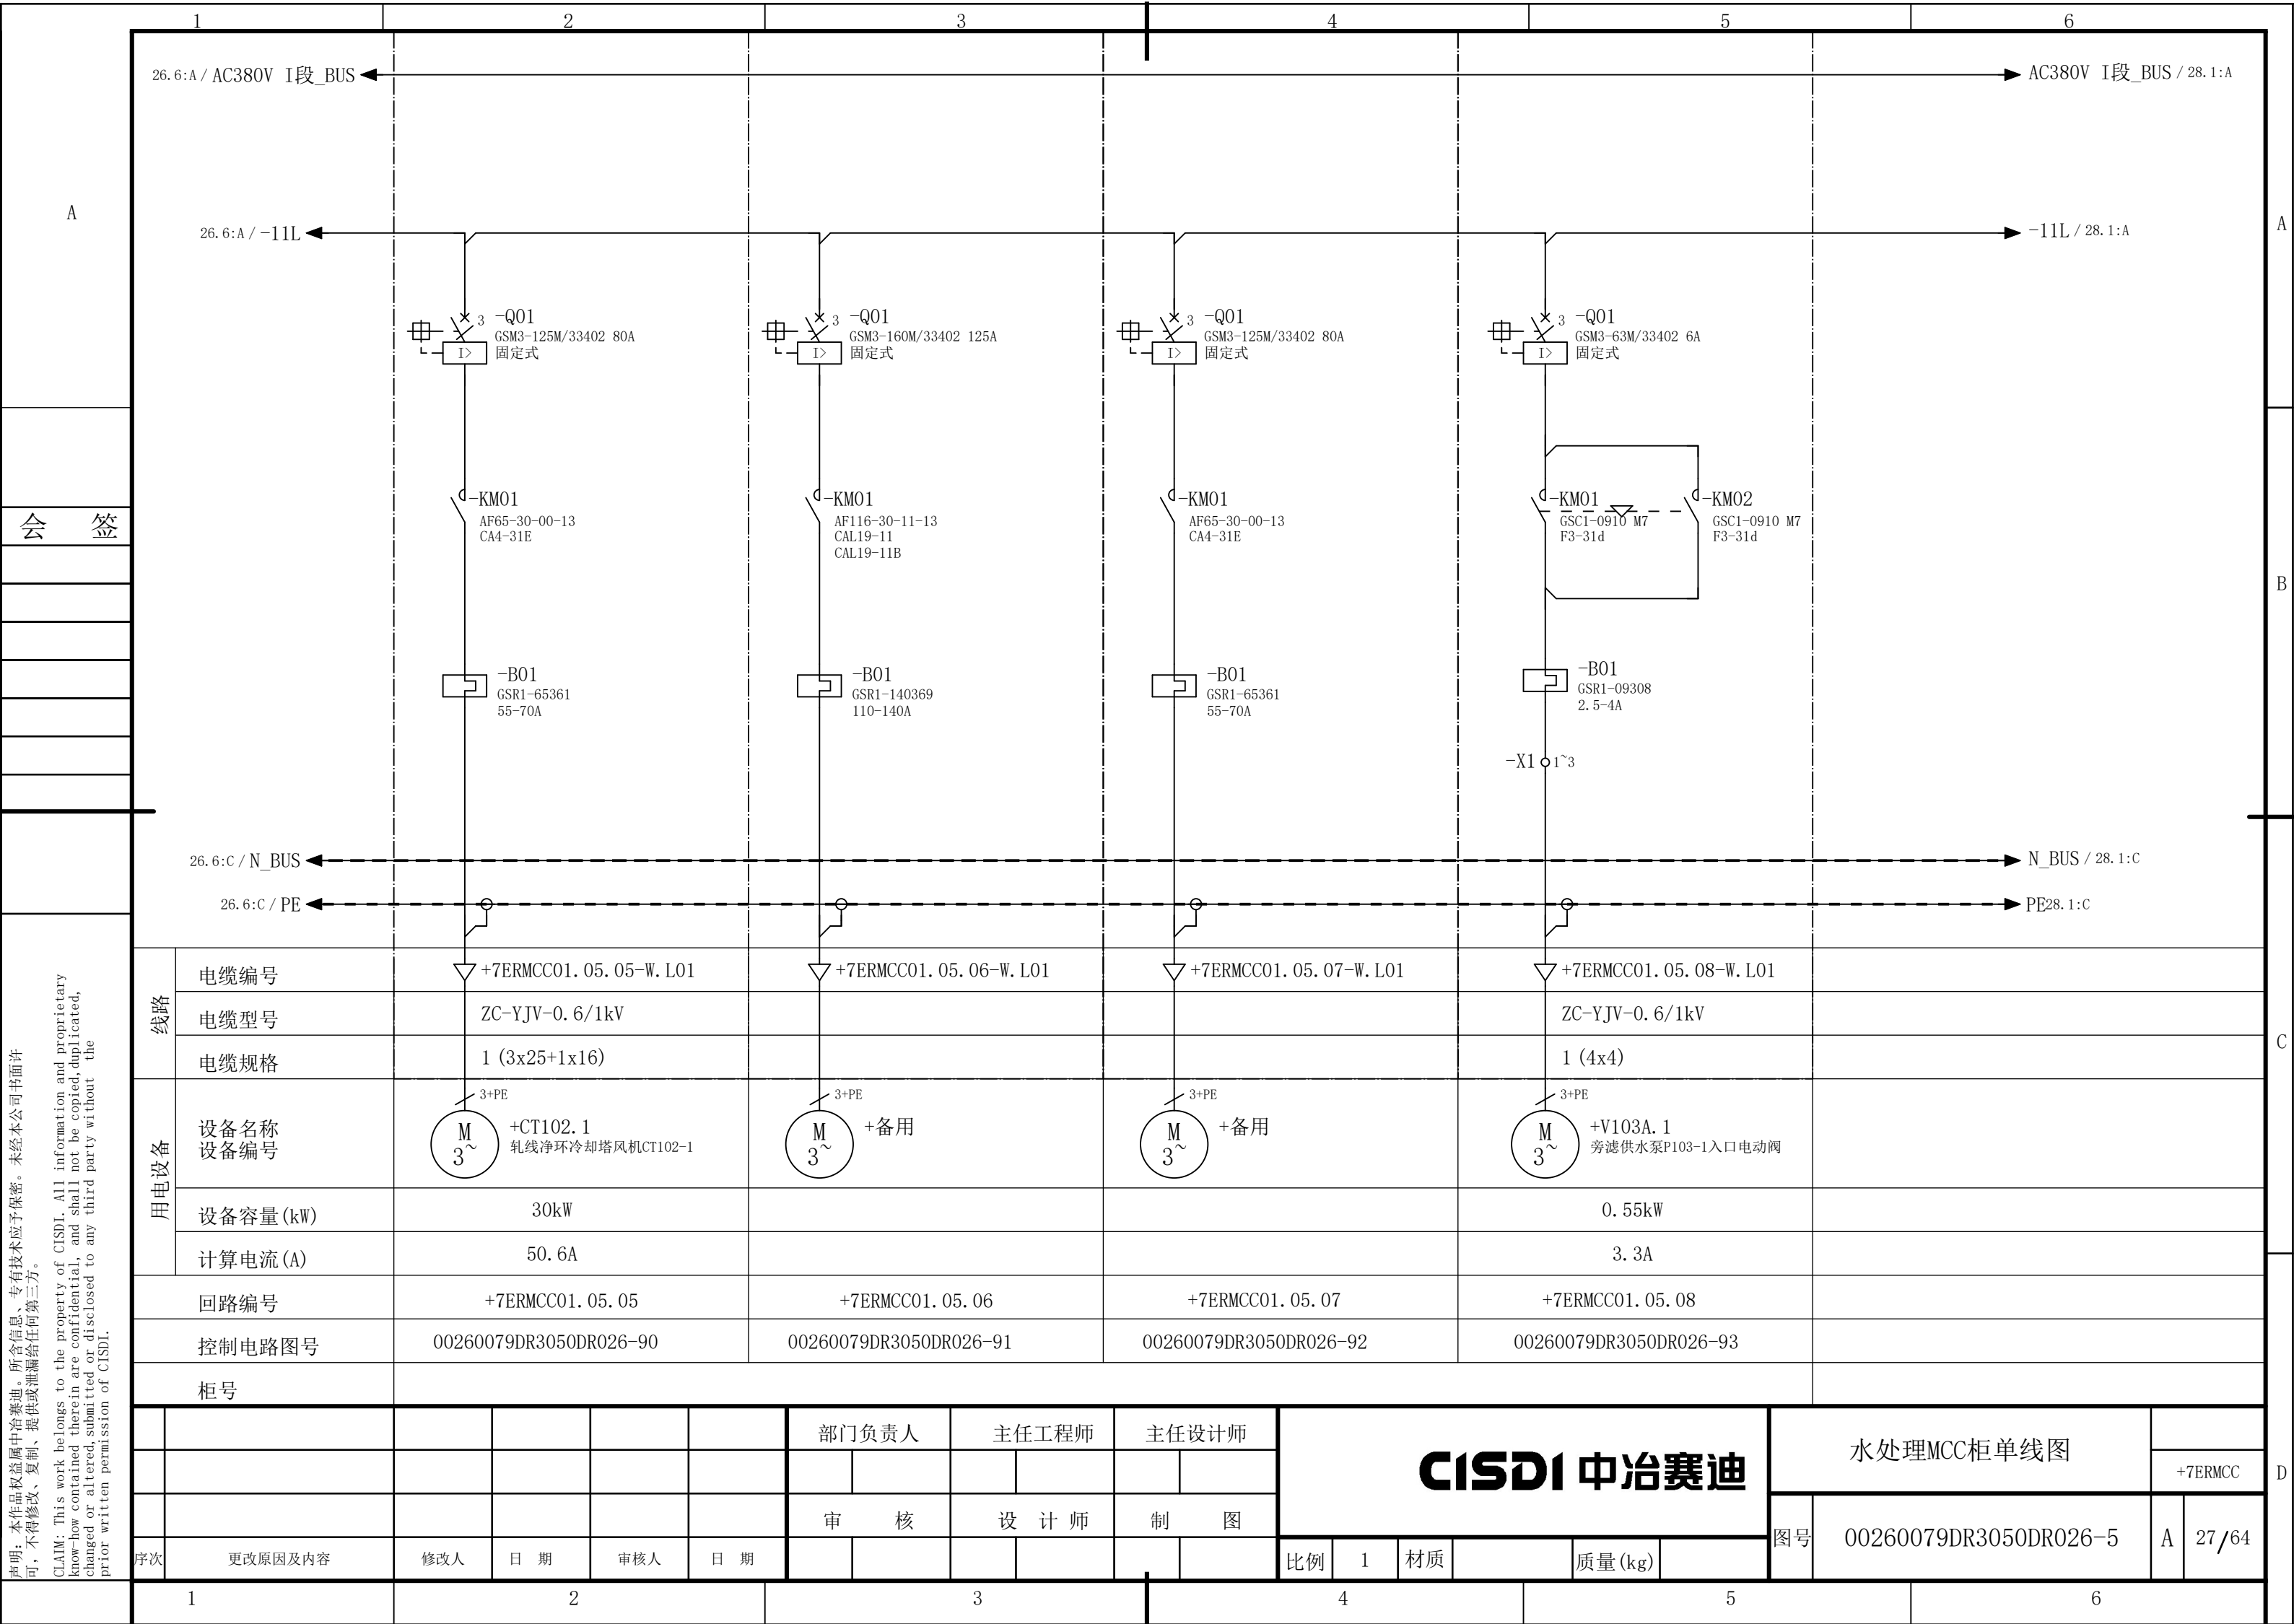 1 2 3 4 5 6
26.6:A / AC380V I段_BUS
AC380V I段_BUS / 28.1:A
A
A
26.6:A / -11L
-11L / 28.1:A
3 -Q01
GSM3-125M/33402 80A
I> 固定式
3 -Q01
GSM3-160M/33402 125A
I> 固定式
3 -Q01
GSM3-125M/33402 80A
I> 固定式
3 -Q01
GSM3-63M/33402 6A
I> 固定式
会 签
-KM01
AF65-30-00-13
CA4-31E
-KM01
AF116-30-11-13
CAL19-11
CAL19-11B
-KM01
AF65-30-00-13
CA4-31E
-KM01
GSC1-0910 M7
F3-31d
-KM02
GSC1-0910 M7
F3-31d
B
-B01
GSR1-65361
55-70A
-B01
GSR1-140369
110-140A
-B01
GSR1-65361
55-70A
-B01
GSR1-09308
2.5-4A
-X1 1~3
26.6:C / N_BUS
N_BUS / 28.1:C
26.6:C / PE
PE28.1:C
线路
电缆编号 +7ERMCC01.05.05-W.L01 +7ERMCC01.05.06-W.L01 +7ERMCC01.05.07-W.L01 +7ERMCC01.05.08-W.L01
电缆型号 ZC-YJV-0.6/1kV ZC-YJV-0.6/1kV
电缆规格 1 (3x25+1x16) 1 (4x4)
C
用电设备
设备名称
设备编号
3+PE
M
3~
+CT102.1
轧线净环冷却塔风机CT102-1
3+PE
M
3~
+备用
3+PE
M
3~
+备用
3+PE
M
3~
+V103A.1
旁滤供水泵P103-1入口电动阀
设备容量(kW) 30kW 0.55kW
计算电流(A) 50.6A 3.3A
回路编号 +7ERMCC01.05.05 +7ERMCC01.05.06 +7ERMCC01.05.07 +7ERMCC01.05.08
控制电路图号 00260079DR3050DR026-90 00260079DR3050DR026-91 00260079DR3050DR026-92 00260079DR3050DR026-93
柜号
声明: 本作品权益属中冶赛迪。所含信息、专有技术应予保密。未经本公司书面许
可，不得修改、复制、提供或泄漏给任何第三方。
CLAIM: This work belongs to the property of CISDI. All information and proprietary
know-how contained therein are confidential, and shall not be copied,duplicated,
changed or altered,submitted or disclosed to any third party without the
prior written permission of CISDI.
部门负责人 主任工程师 主任设计师
审 核 设 计 师 制 图
序次 更改原因及内容 修改人 日 期 审核人 日 期
CISDI 中冶赛迪
比例 1 材质 质量(kg)
水处理MCC柜单线图
+7ERMCC
D
图号 00260079DR3050DR026-5 A 27/64
1 2 3 4 5 6